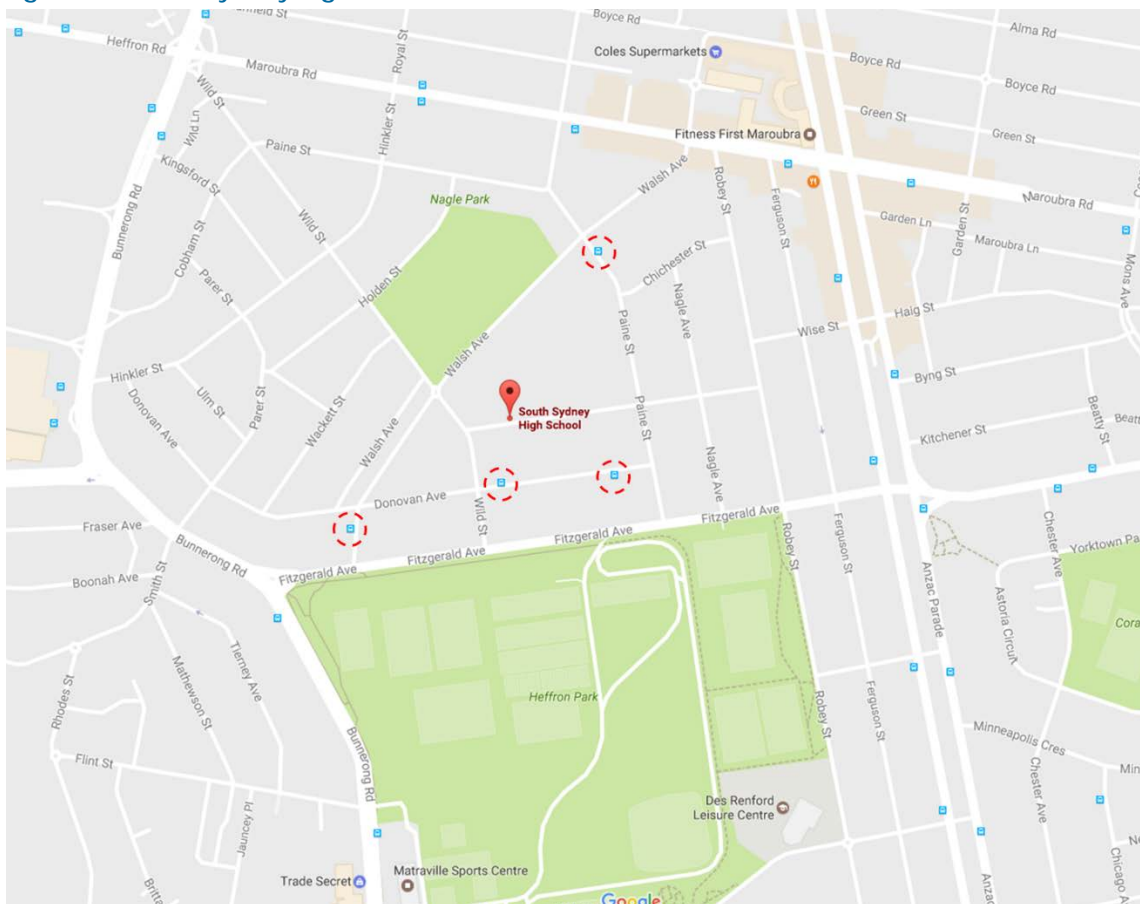 Boyce Rd
Alma Rd
Heffron Rd
Royal St
Coles Supermarkets
Boyce Rd
Maroubra Rd
Boyce Rd
Wild St
Green St
Hinkler St
Fitness First Maroubra
Green St
Wild Ln
Paine St
Walsh Ave
Robey St
Kingsford St
Ferguson St
Maroubra Rd
Nagle Park
Garden Ln
Garden St
Bunnerong Rd
Wild St
Cobham St
Maroubra Ln
Chichester St
Mons Ave
Parer St
Holden St
Nagle Ave
Paine St
Haig St
Wise St
Walsh Ave
Hinkler St
Byng St
Ulm St
Parer St
Wackett St
South Sydney
High School
Paine St
Beatty St
Donovan Ave
Walsh Ave
Kitchener St
Nagle Ave
Donovan Ave
Wild St
Fraser Ave
Fitzgerald Ave
Fitzgerald Ave
Bunnerong Rd
Fitzgerald Ave
Robey St
Ferguson St
Chester Ave
Boonah Ave
Smith St
Anzac Parade
Tierney Ave
Mathewson St
Rhodes St
Heffron Park
Robey St
Ferguson St
Minneapolis Cres
Flint St
Bunnerong Rd
Chester Ave
Des Renford
Leisure Centre
Jauncey Pl
Matraville Sports Centre
Trade Secret
Google